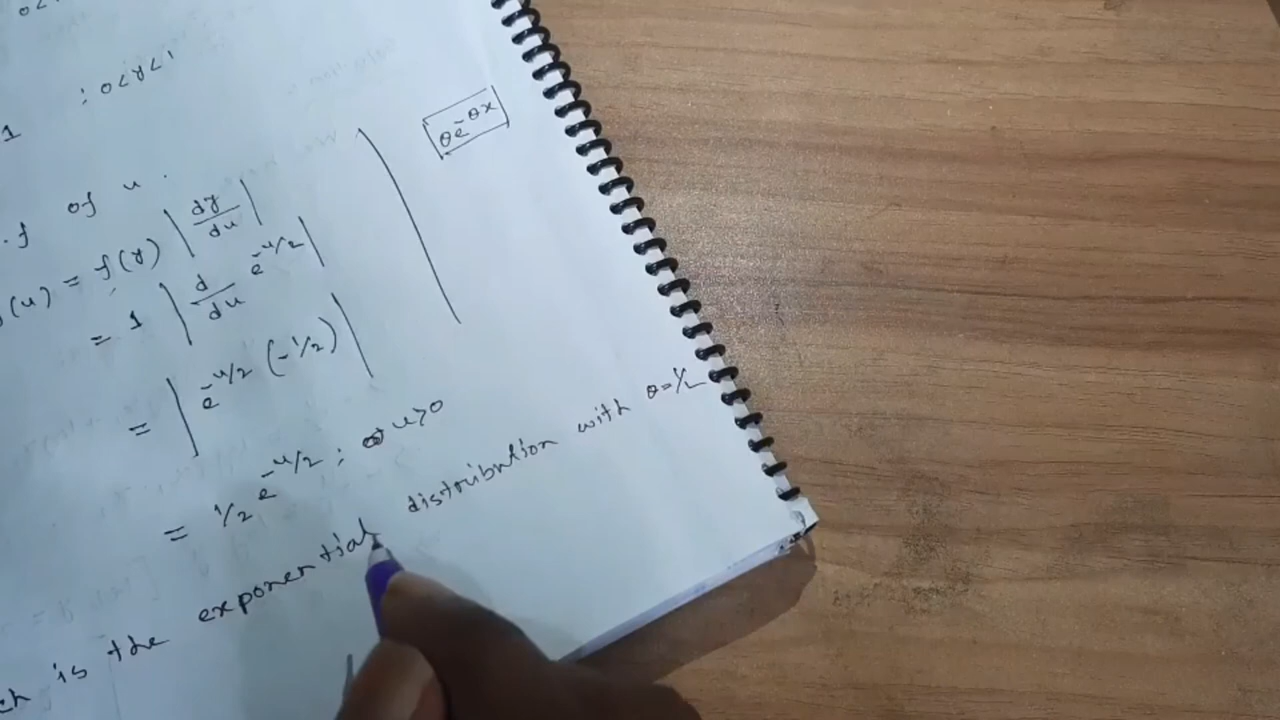 ; 0<y<1
1
θe^-θx
.f of u.
(u) = f(y) |dy/du|
= 1 |d/du e^-u/2|
= |e^-u/2 (-1/2)|
= 1/2 e^-u/2 ; u>0
ch is the exponential distribution with θ=1/2